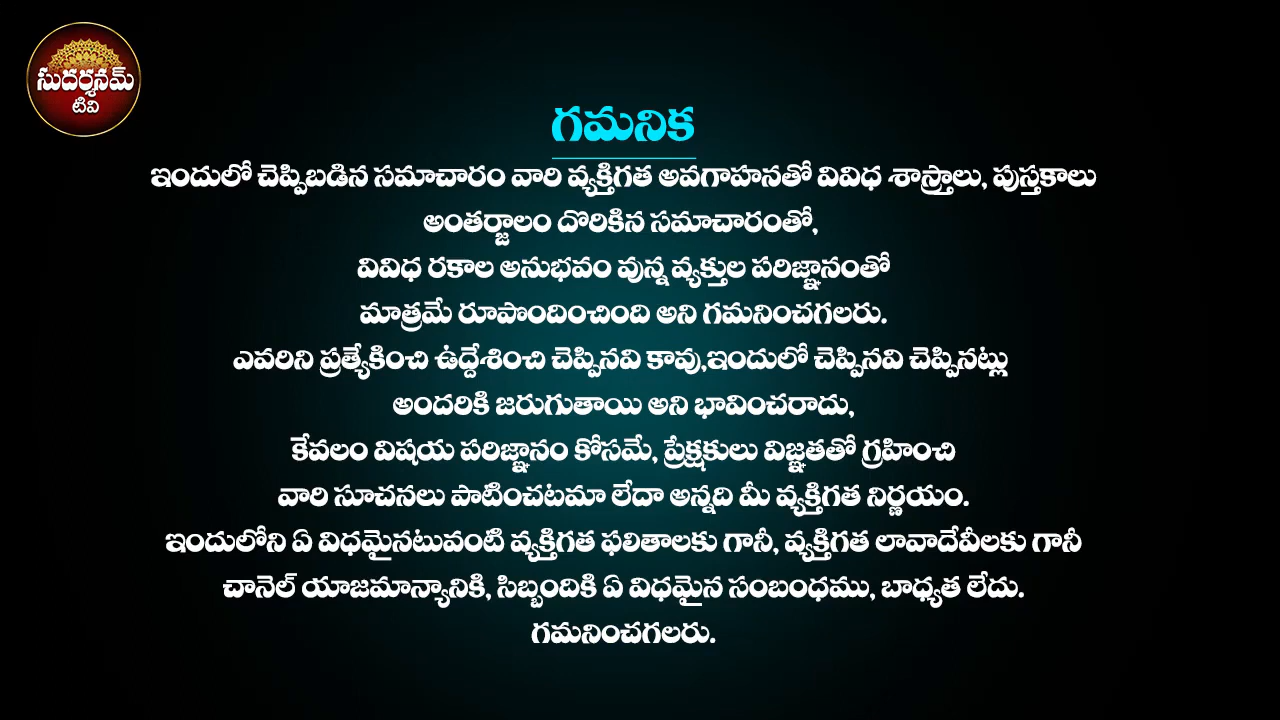 సుదర్శనమ్
టివి
గమనిక
ఇందులో చెప్పిబడిన సమాచారం వారి వ్యక్తిగత అవగాహనతో వివిధ శాస్త్రాలు, పుస్తకాలు
అంతర్జాలం దొరికిన సమాచారంతో,
వివిధ రకాల అనుభవం వున్న వ్యక్తుల పరిజ్ఞానంతో
మాత్రమే రూపొందించింది అని గమనించగలరు.
ఎవరిని ప్రత్యేకించి ఉద్దేశించి చెప్పినవి కావు,ఇందులో చెప్పినవి చెప్పినట్లు
అందరికి జరుగుతాయి అని భావించరాదు,
కేవలం విషయ పరిజ్ఞానం కోసమే, ప్రేక్షకులు విజ్ఞతతో గ్రహించి
వారి సూచనలు పాటించటమా లేదా అన్నది మీ వ్యక్తిగత నిర్ణయం.
ఇందులోని ఏ విధమైనటువంటి వ్యక్తిగత ఫలితాలకు గానీ, వ్యక్తిగత లావాదేవీలకు గానీ
చానెల్ యాజమాన్యానికి, సిబ్బందికి ఏ విధమైన సంబంధము, బాధ్యత లేదు.
గమనించగలరు.